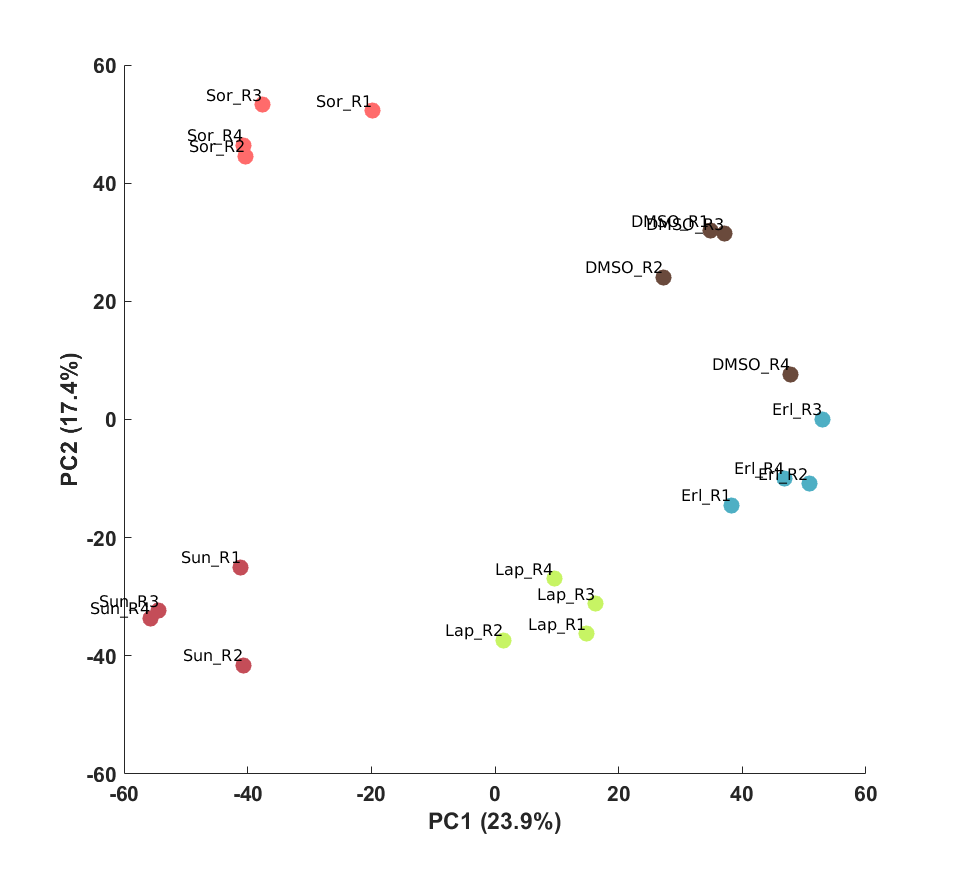 60
Sor_R3
Sor_R1
Sor_R4
Sor_R2
40
DMSO_R1
DMSO_R3
DMSO_R2
20
DMSO_R4
Erl_R3
0
Erl_R4
Erl_R2
Erl_R1
PC2 (17.4%)
-20
Sun_R1
Lap_R4
Lap_R3
Sun_R3
Sun_R4
Lap_R1
Lap_R2
-40
Sun_R2
-60
-60 -40 -20 0 20 40 60
PC1 (23.9%)